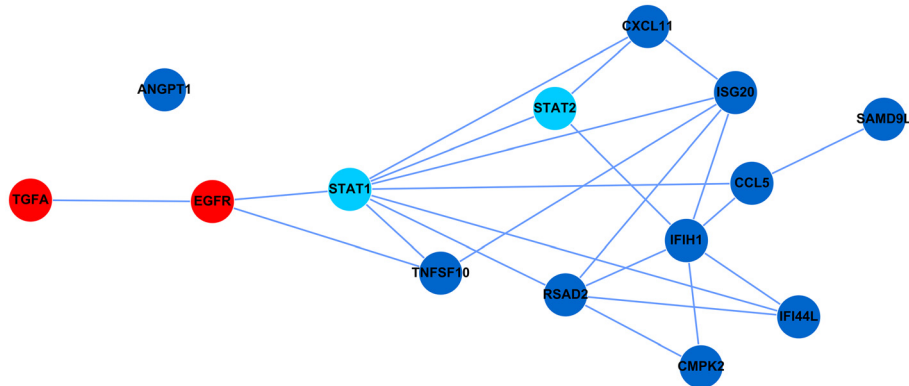 CXCL11
ANGPT1
ISG20
STAT2
SAMD9L
STAT1
CCL5
TGFA
EGFR
IFIH1
TNFSF10
RSAD2
IFI44L
CMPK2